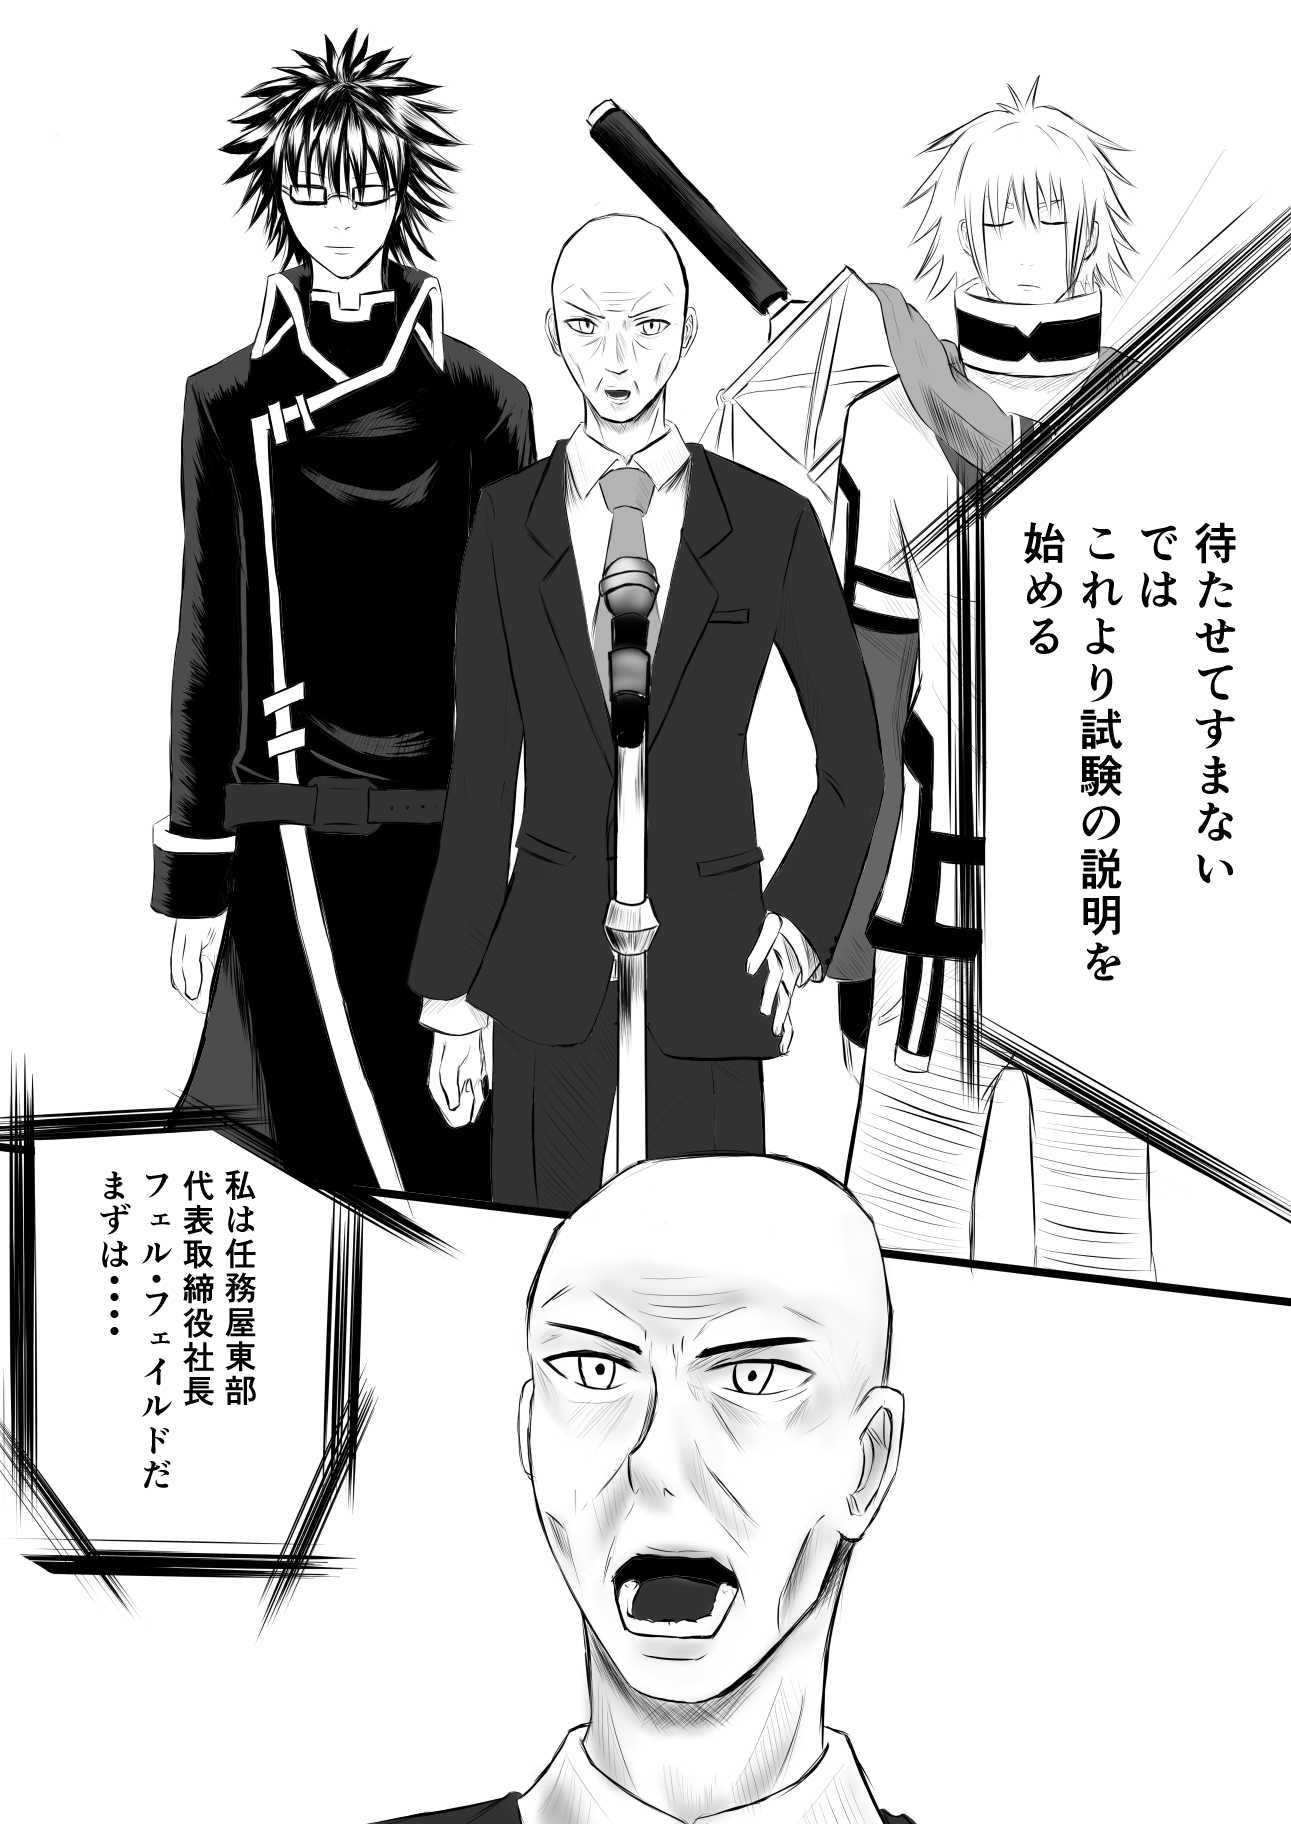 待たせてすまない
では
これより試験の説明を
始める
私は任務屋東部
代表取締役社長
フェル・フェイルドだ
まずは・・・・